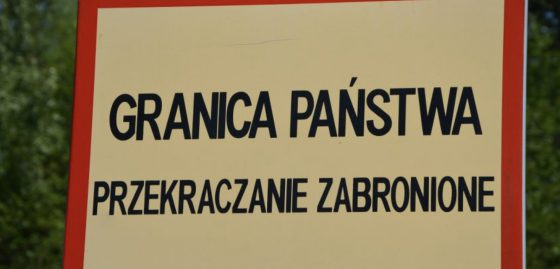 GRANICA PAŃSTWA
PRZEKRACZANIE ZABRONIONE